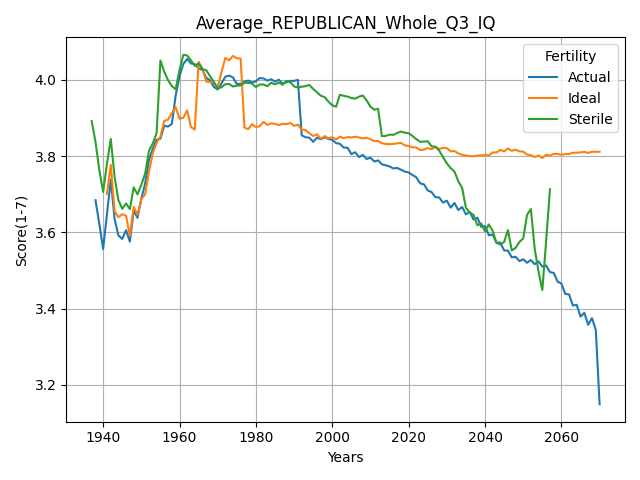 Average_REPUBLICAN_Whole_Q3_IQ
Fertility
Actual
Ideal
Sterile
Score(1-7)
4.0
3.8
3.6
3.4
3.2
1940 1960 1980 2000 2020 2040 2060
Years